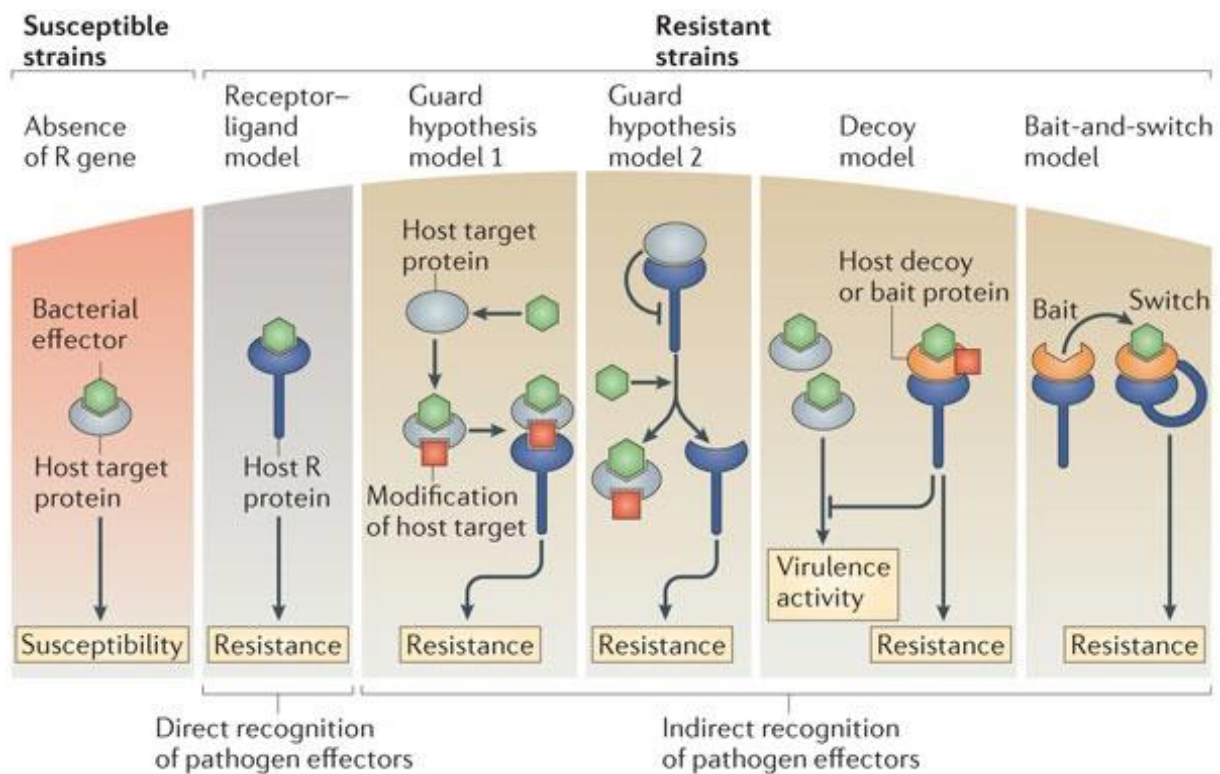 Susceptible
strains
Resistant
strains
Absence
of R gene
Receptor–
ligand
model
Guard
hypothesis
model 1
Guard
hypothesis
model 2
Decoy
model
Bait-and-switch
model
Bacterial
effector
Host target
protein
Susceptibility
Host R
protein
Resistance
Host target
protein
Modification
of host target
Resistance
Resistance
Host decoy
or bait protein
Virulence
activity
Resistance
Bait
Switch
Resistance
Direct recognition
of pathogen effectors
Indirect recognition
of pathogen effectors